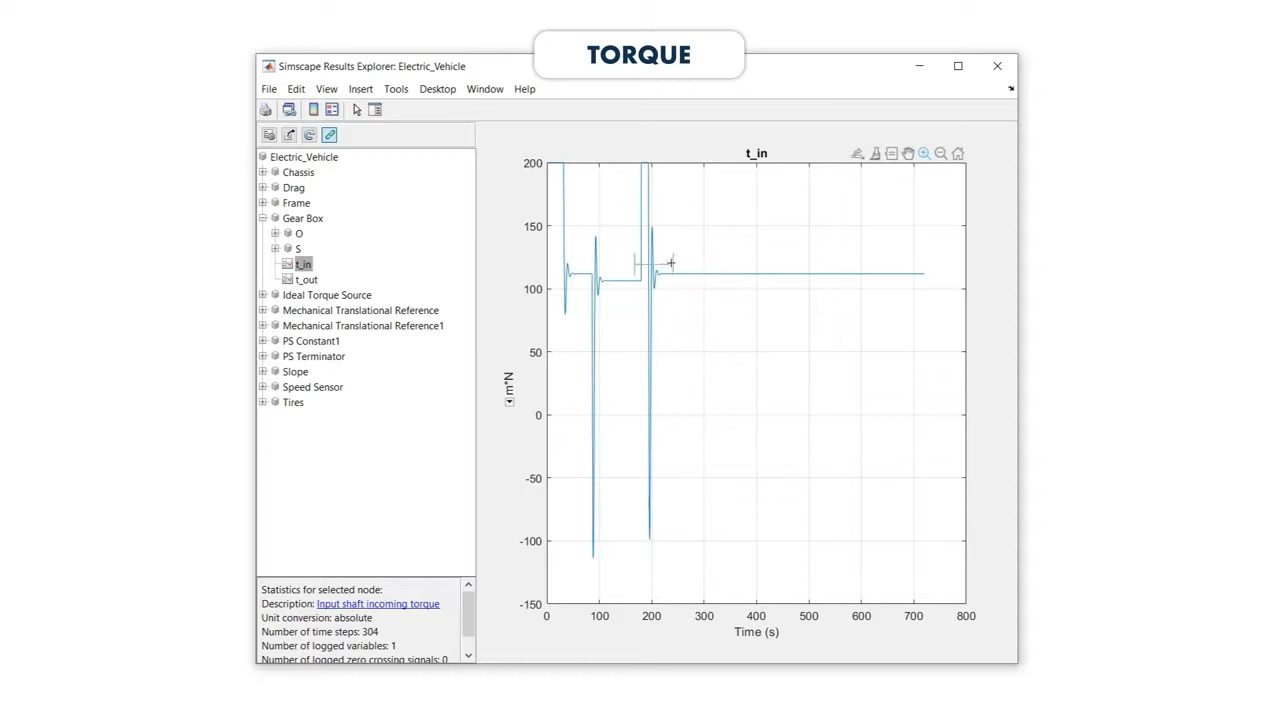 TORQUE
Simscape Results Explorer: Electric_Vehicle
File Edit View Insert Tools Desktop Window Help
Electric_Vehicle
Chassis
Drag
Frame
Gear Box
O
S
t_in
t_out
Ideal Torque Source
Mechanical Translational Reference
Mechanical Translational Reference1
PS Constant1
PS Terminator
Slope
Speed Sensor
Tires
Statistics for selected node:
Description: Input shaft incoming torque
Unit conversion: absolute
Number of time steps: 304
Number of logged variables: 1
Number of logged zero crossing signals: 0
t_in
200
150
100
50
0
-50
-100
-150
m*N
0 100 200 300 400 500 600 700 800
Time (s)